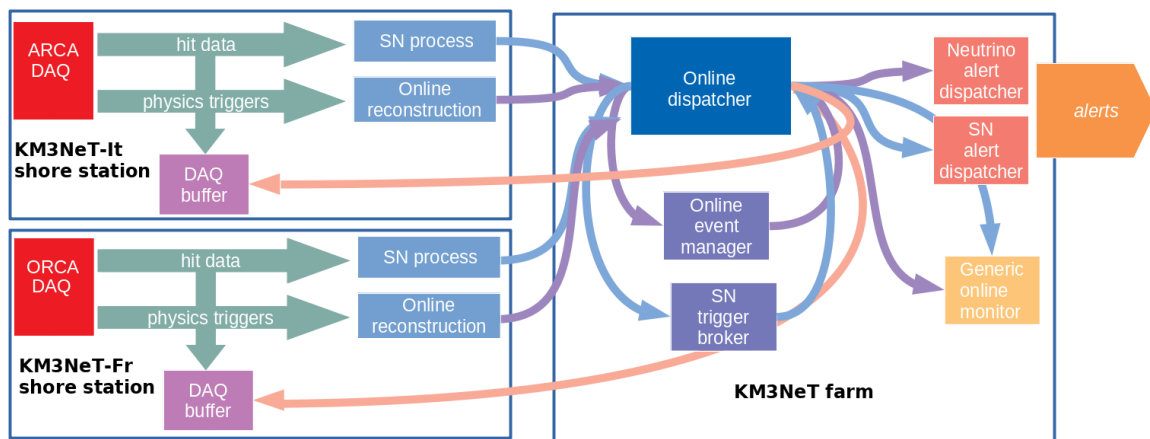 ARCA
DAQ
hit data
physics triggers
SN process
Online
reconstruction
KM3NeT-It
shore station
DAQ
buffer
ORCA
DAQ
hit data
physics triggers
SN process
Online
reconstruction
KM3NeT-Fr
shore station
DAQ
buffer
Online
dispatcher
Online
event
manager
SN
trigger
broker
Neutrino
alert
dispatcher
SN
alert
dispatcher
Generic
online
monitor
KM3NeT farm
alerts